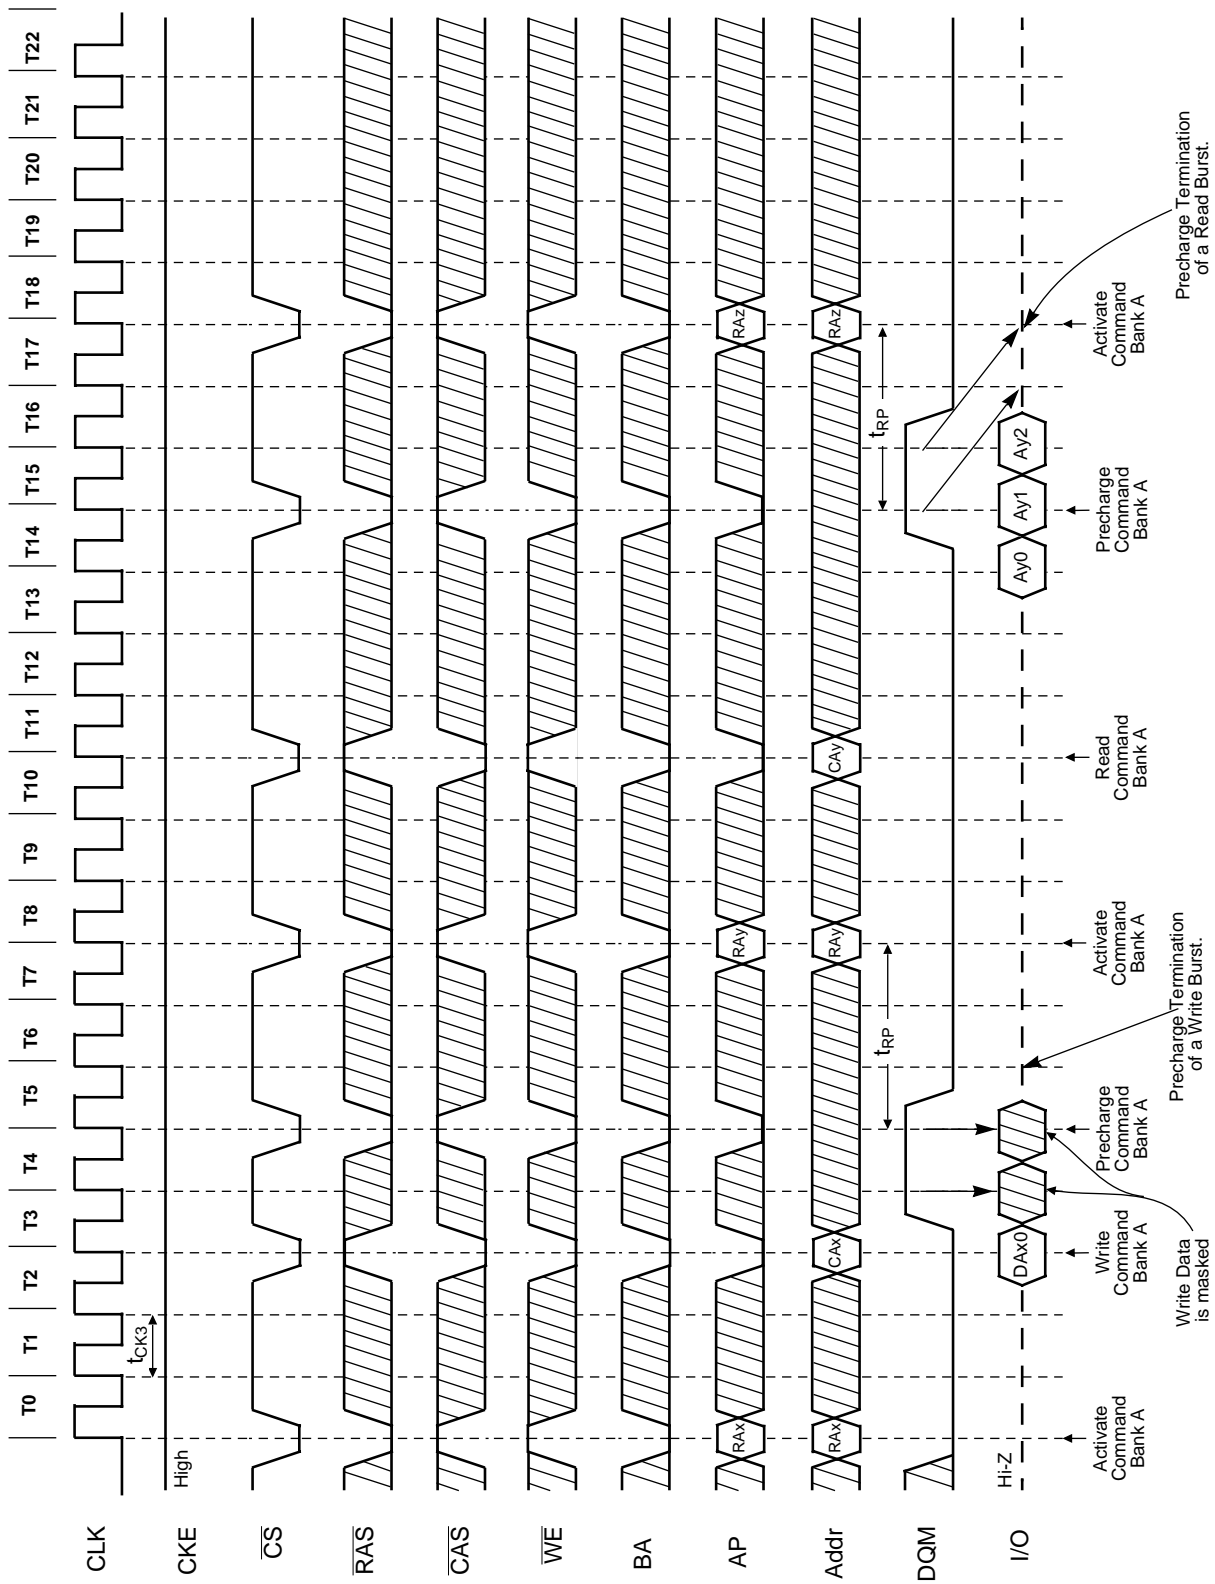 T0 T1 T2 T3 T4 T5 T6 T7 T8 T9 T10 T11 T12 T13 T14 T15 T16 T17 T18 T19 T20 T21 T22
CLK
tCK3
CKE
High
CS
RAS
CAS
WE
BA
AP
RAx RAy RAz
Addr
RAx CAx RAy CAy RAz
tRP tRP
DQM
I/O
Hi-Z
DAx0 Ay0 Ay1 Ay2
Activate
Command
Bank A
Write
Command
Bank A
Precharge
Command
Bank A
Activate
Command
Bank A
Read
Command
Bank A
Precharge
Command
Bank A
Activate
Command
Bank A
Write Data
is masked
Precharge Termination
of a Write Burst.
Precharge Termination
of a Read Burst.